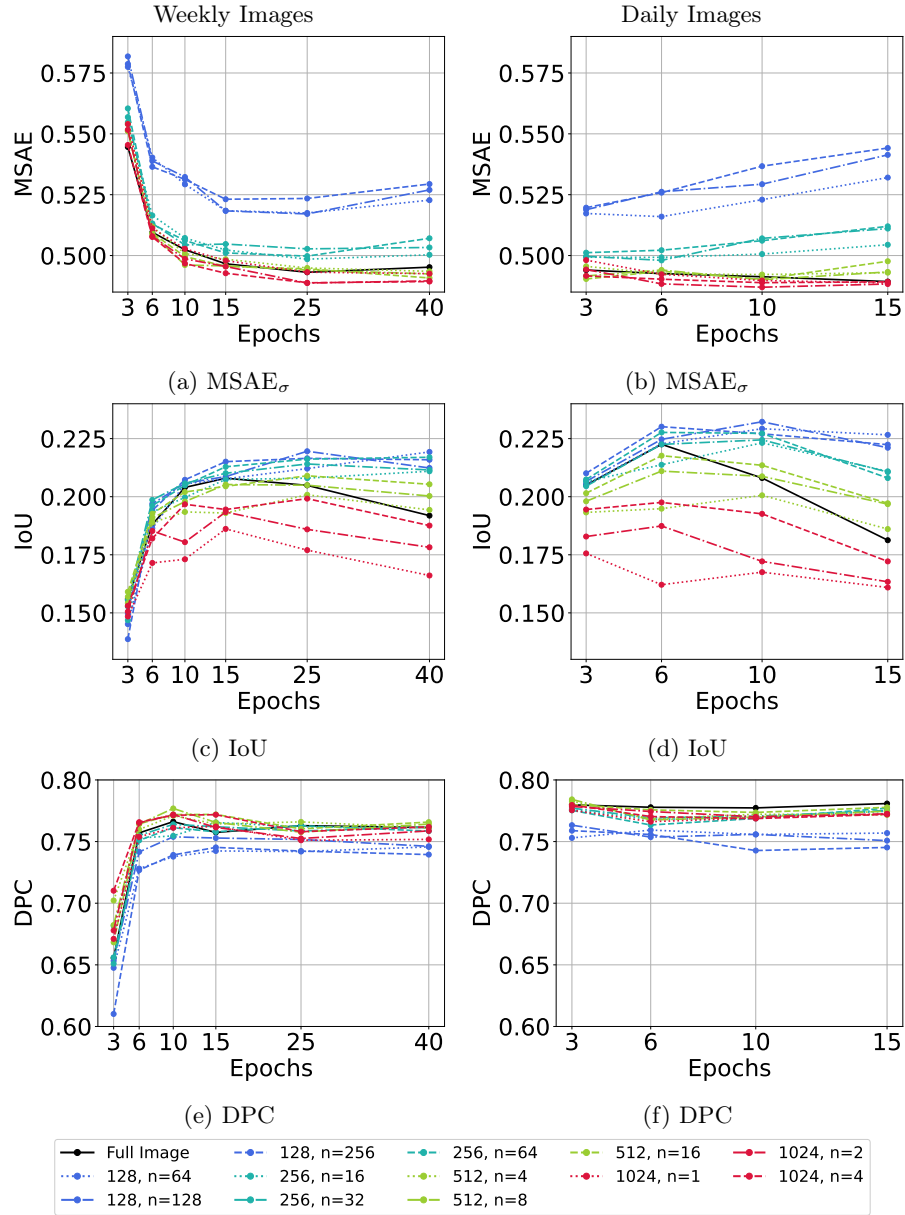 Weekly Images
Daily Images
0.575
0.550
0.525
0.500
MSAE
3 6 10 15 25 40
Epochs
0.575
0.550
0.525
0.500
MSAE
3 6 10 15
Epochs
(a) MSAEσ
(b) MSAEσ
0.225
0.200
0.175
0.150
IoU
3 6 10 15 25 40
Epochs
0.225
0.200
0.175
0.150
IoU
3 6 10 15
Epochs
(c) IoU
(d) IoU
0.80
0.75
0.70
0.65
0.60
DPC
3 6 10 15 25 40
Epochs
0.80
0.75
0.70
0.65
0.60
DPC
3 6 10 15
Epochs
(e) DPC
(f) DPC
Full Image 128, n=256 256, n=64 512, n=16 1024, n=2
128, n=64 256, n=16 512, n=4 1024, n=1 1024, n=4
128, n=128 256, n=32 512, n=8